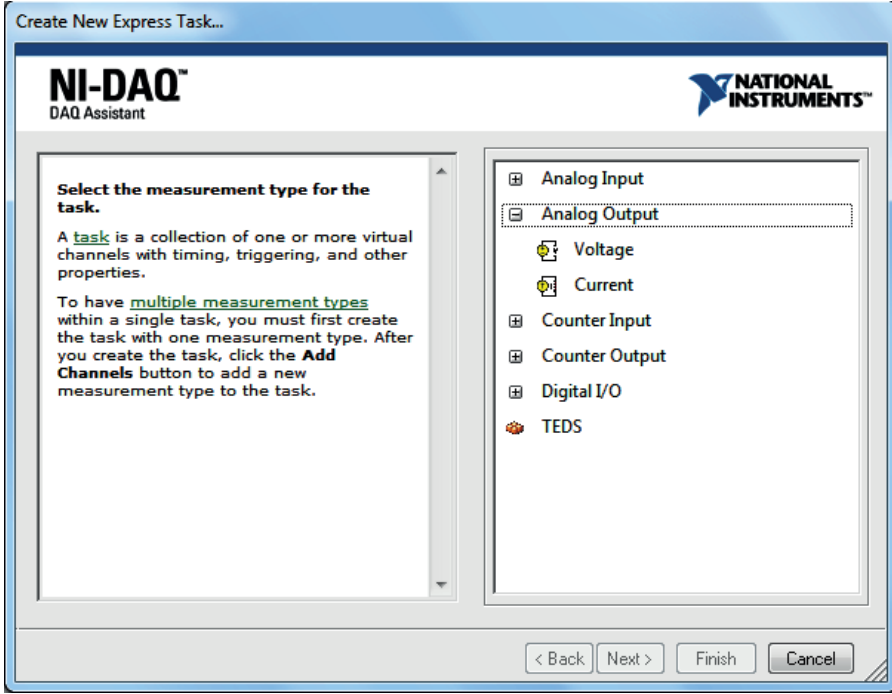 Create New Express Task...
NI-DAQ™
DAQ Assistant
NATIONAL
INSTRUMENTS™
Select the measurement type for the
task.
A task is a collection of one or more virtual
channels with timing, triggering, and other
properties.
To have multiple measurement types
within a single task, you must first create
the task with one measurement type. After
you create the task, click the Add
Channels button to add a new
measurement type to the task.
Analog Input
Analog Output
Voltage
Current
Counter Input
Counter Output
Digital I/O
TEDS
< Back
Next >
Finish
Cancel